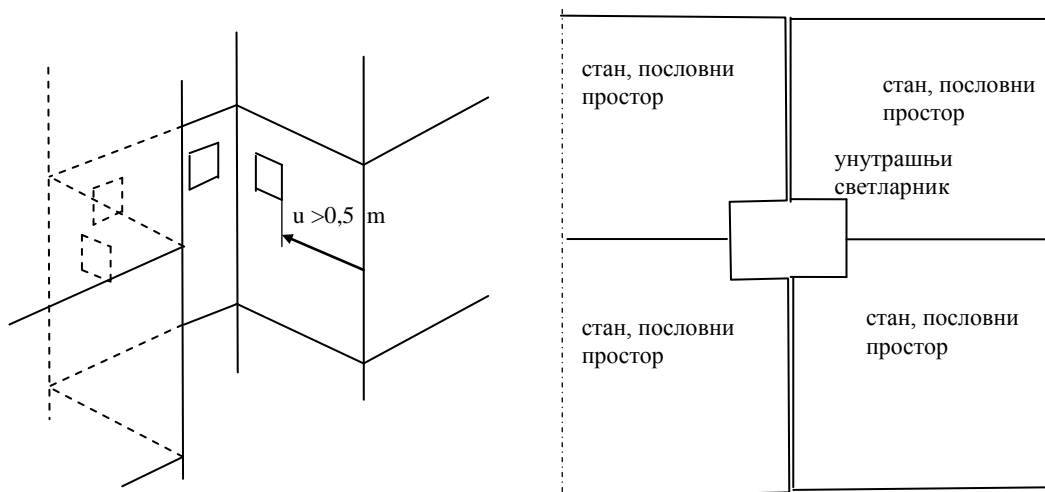 u >0,5 m
стан, пословни
простор
стан, пословни
простор
унутрашњи
светларник
стан, пословни
простор
стан, пословни
простор